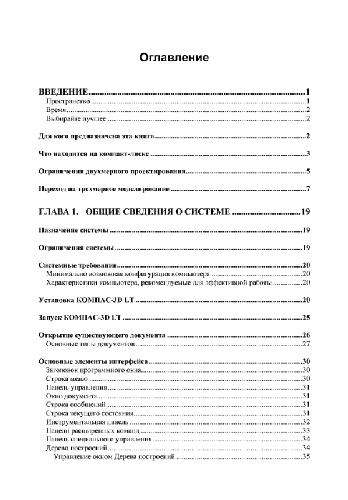 Оглавление
ВВЕДЕНИЕ 1
Пространство 1
Время 2
Выбирайте лучшее 2
Для кого предназначена эта книга 2
Что находится на компакт-диске 3
Ограничения двухмерного проектирования 5
Переход на трехмерное моделирование 7
ГЛАВА 1. ОБЩИЕ СВЕДЕНИЯ О СИСТЕМЕ 19
Назначение системы 19
Ограничения системы 19
Системные требования 20
Минимально возможная конфигурация компьютера 20
Характеристики компьютера, рекомендуемые для эффективной работы 20
Установка КОМПАС-3D LT 20
Запуск КОМПАС-3D LT 25
Открытие существующего документа 26
Основные типы документов 27
Основные элементы интерфейса 30
Заголовок программного окна 30
Строка меню 30
Панель управления 31
Окно документа 31
Строка сообщений 31
Строка текущего состояния 31
Инструментальная панель 32
Панели расширенных команд 33
Панель специального управления 34
Дерево построений 34
Управление окном Дерева построений 35